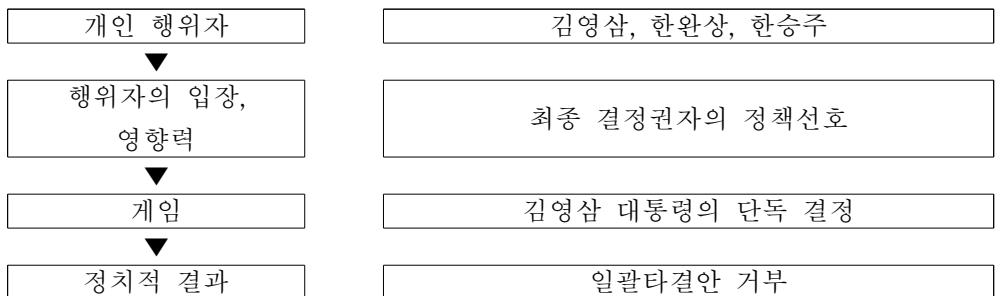 개인 행위자
김영삼, 한완상, 한승주
▼
행위자의 입장,
영향력
최종 결정권자의 정책선호
▼
게임
김영삼 대통령의 단독 결정
▼
정치적 결과
일괄타결안 거부